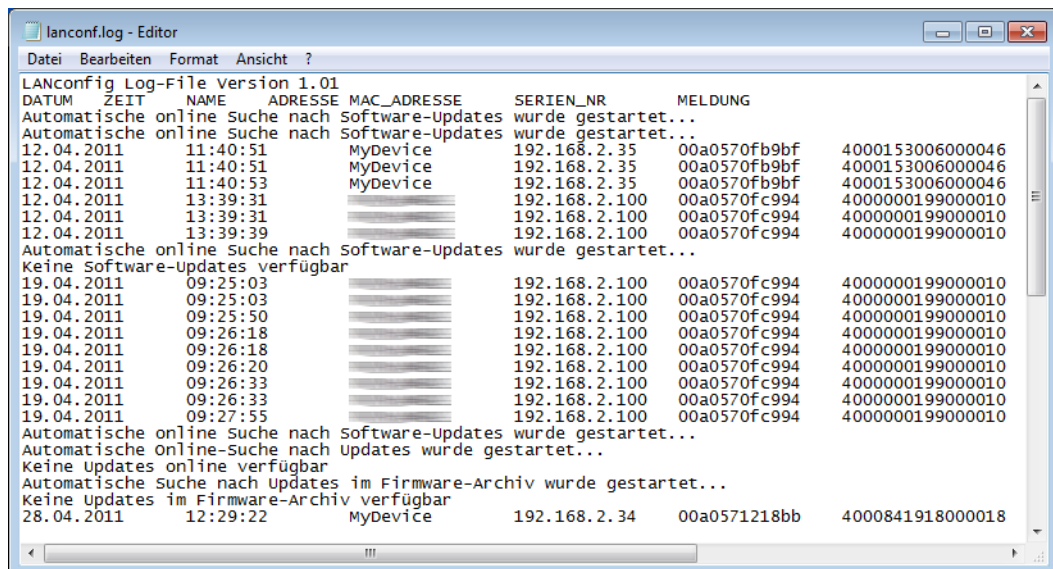 lanconf.log - Editor
Datei Bearbeiten Format Ansicht ?
LANconfig Log-File Version 1.01
DATUM ZEIT NAME ADRESSE MAC_ADRESSE SERIEN_NR MELDUNG
Automatische online Suche nach Software-Updates wurde gestartet...
Automatische online Suche nach Software-Updates wurde gestartet...
12.04.2011 11:40:51 MyDevice 192.168.2.35 00a0570fb9bf 4000153006000046
12.04.2011 11:40:51 MyDevice 192.168.2.35 00a0570fb9bf 4000153006000046
12.04.2011 11:40:53 MyDevice 192.168.2.35 00a0570fb9bf 4000153006000046
12.04.2011 13:39:31 192.168.2.100 00a0570fc994 4000000199000010
12.04.2011 13:39:31 192.168.2.100 00a0570fc994 4000000199000010
12.04.2011 13:39:39 192.168.2.100 00a0570fc994 4000000199000010
Automatische online Suche nach Software-Updates wurde gestartet...
Keine Software-Updates verfügbar
19.04.2011 09:25:03 192.168.2.100 00a0570fc994 4000000199000010
19.04.2011 09:25:03 192.168.2.100 00a0570fc994 4000000199000010
19.04.2011 09:25:50 192.168.2.100 00a0570fc994 4000000199000010
19.04.2011 09:26:18 192.168.2.100 00a0570fc994 4000000199000010
19.04.2011 09:26:18 192.168.2.100 00a0570fc994 4000000199000010
19.04.2011 09:26:20 192.168.2.100 00a0570fc994 4000000199000010
19.04.2011 09:26:33 192.168.2.100 00a0570fc994 4000000199000010
19.04.2011 09:26:33 192.168.2.100 00a0570fc994 4000000199000010
19.04.2011 09:27:55 192.168.2.100 00a0570fc994 4000000199000010
Automatische online Suche nach Software-Updates wurde gestartet...
Automatische Online-Suche nach Updates wurde gestartet...
Keine Updates online verfügbar
Automatische Suche nach Updates im Firmware-Archiv wurde gestartet...
Keine Updates im Firmware-Archiv verfügbar
28.04.2011 12:29:22 MyDevice 192.168.2.34 00a0571218bb 4000841918000018